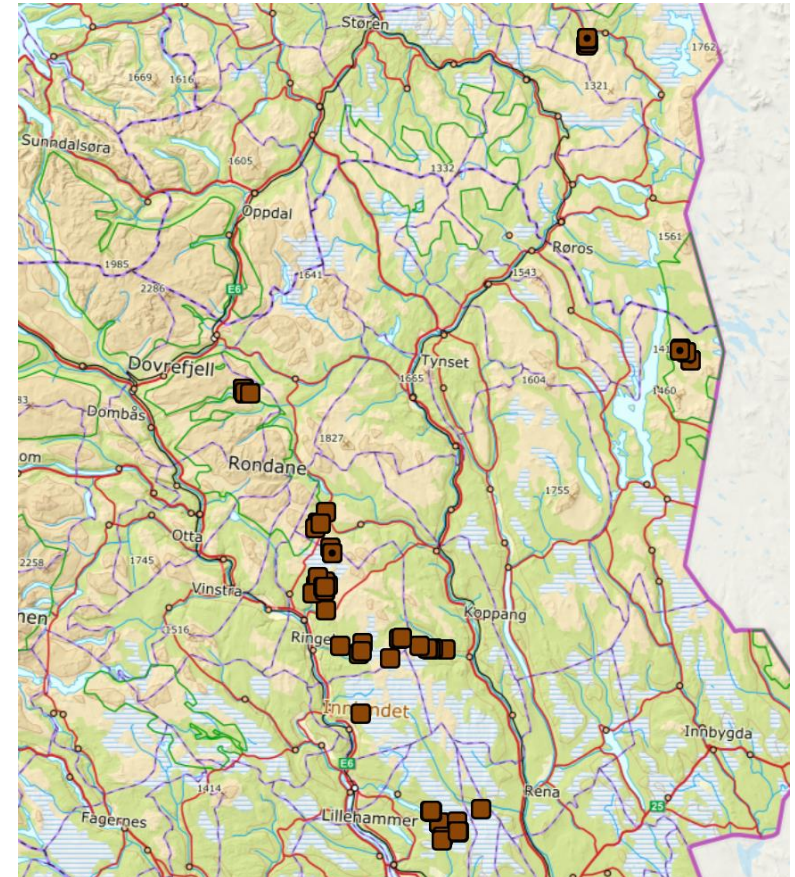 Støren
1762
1669
1616
1321
Sunndalsøra
1605
1332
Oppdal
1561
Røros
1985
1543
1641
2286
E6
Dovrefjell
Tynset
1665
1604
1460
Dombås
1827
Rondane
1755
Otta
1745
2258
Vinstra
Koppang
1516
Innbygda
E6
1414
Rena
25
Lillehammer
Fagernes